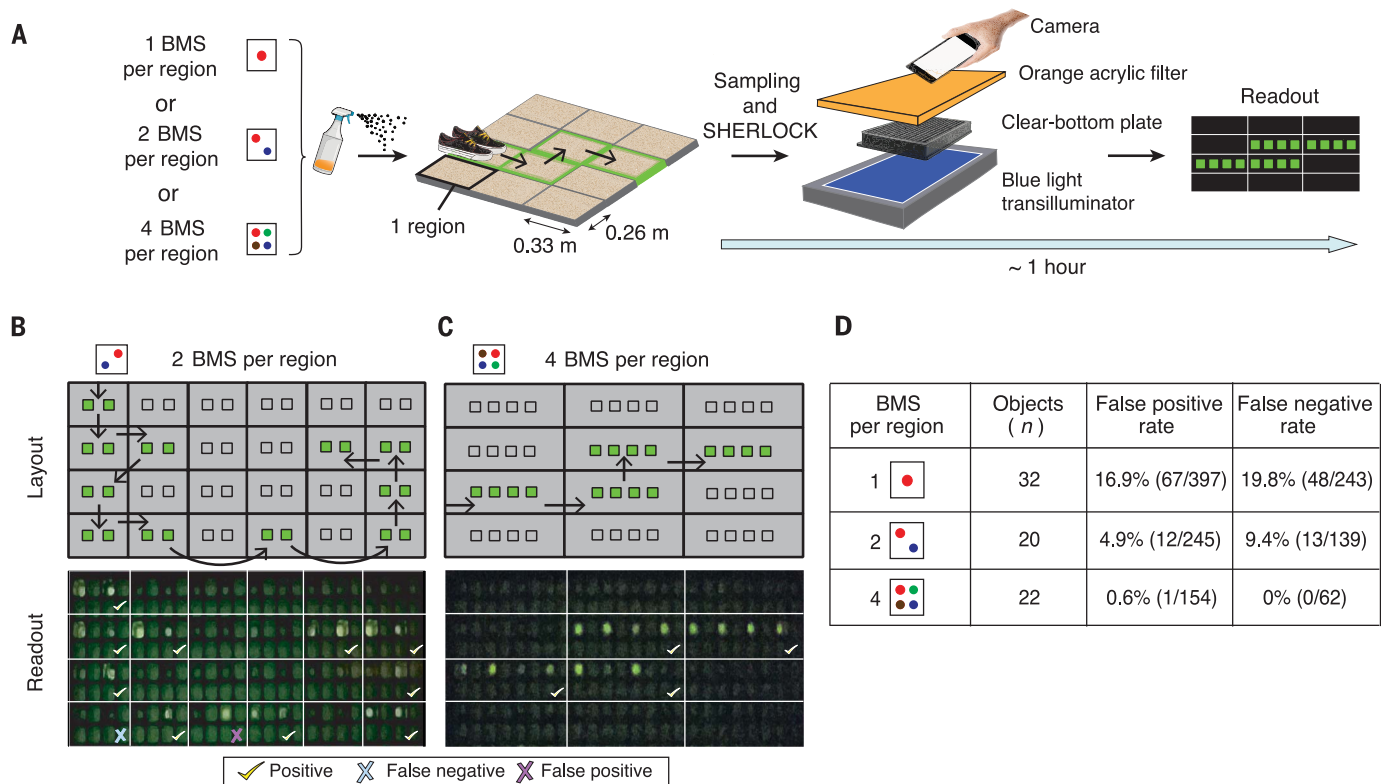 A
1 BMS
per region
or
2 BMS
per region
or
4 BMS
per region
1 region
0.33 m
0.26 m
Sampling
and
SHERLOCK
Camera
Orange acrylic filter
Clear-bottom plate
Blue light
transilluminator
Readout
~ 1 hour
B
2 BMS per region
Layout
Readout
C
4 BMS per region
D
BMS
per region
Objects
( n )
False positive
rate
False negative
rate
1
32
16.9% (67/397)
19.8% (48/243)
2
20
4.9% (12/245)
9.4% (13/139)
4
22
0.6% (1/154)
0% (0/62)
Positive
False negative
False positive